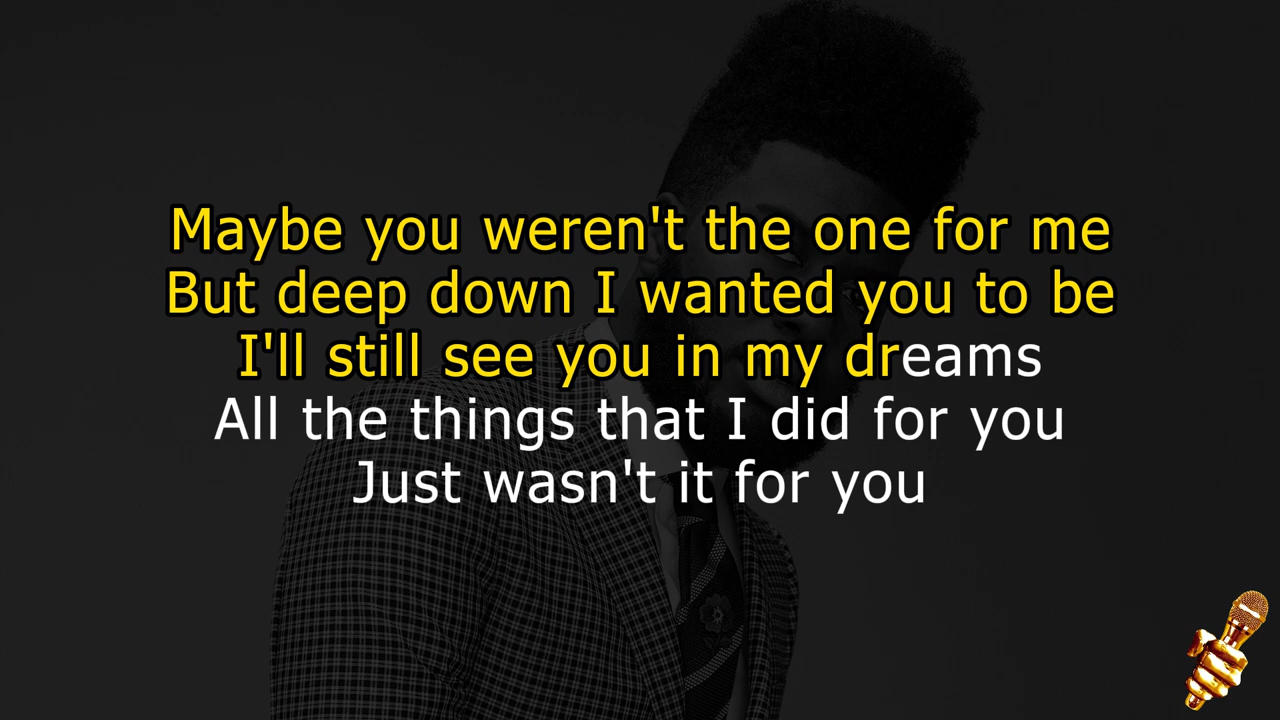 Maybe you weren't the one for me
But deep down I wanted you to be
I'll still see you in my dreams
All the things that I did for you
Just wasn't it for you